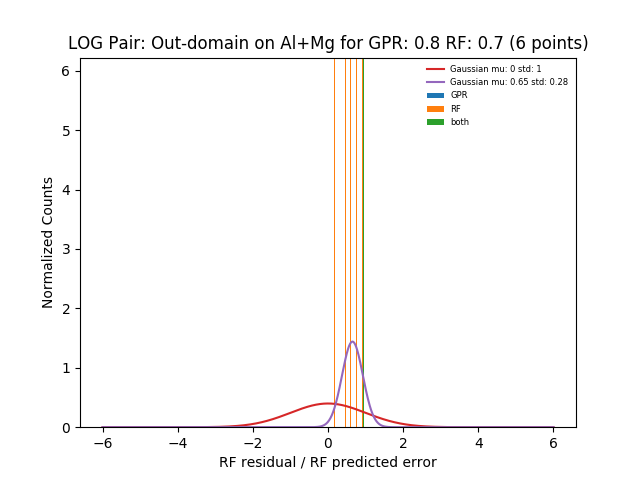 LOG Pair: Out-domain on Al+Mg for GPR: 0.8 RF: 0.7 (6 points)
Gaussian mu: 0 std: 1
Gaussian mu: 0.65 std: 0.28
GPR
RF
both
Normalized Counts
6
5
4
3
2
1
0
−6 −4 −2 0 2 4 6
RF residual / RF predicted error